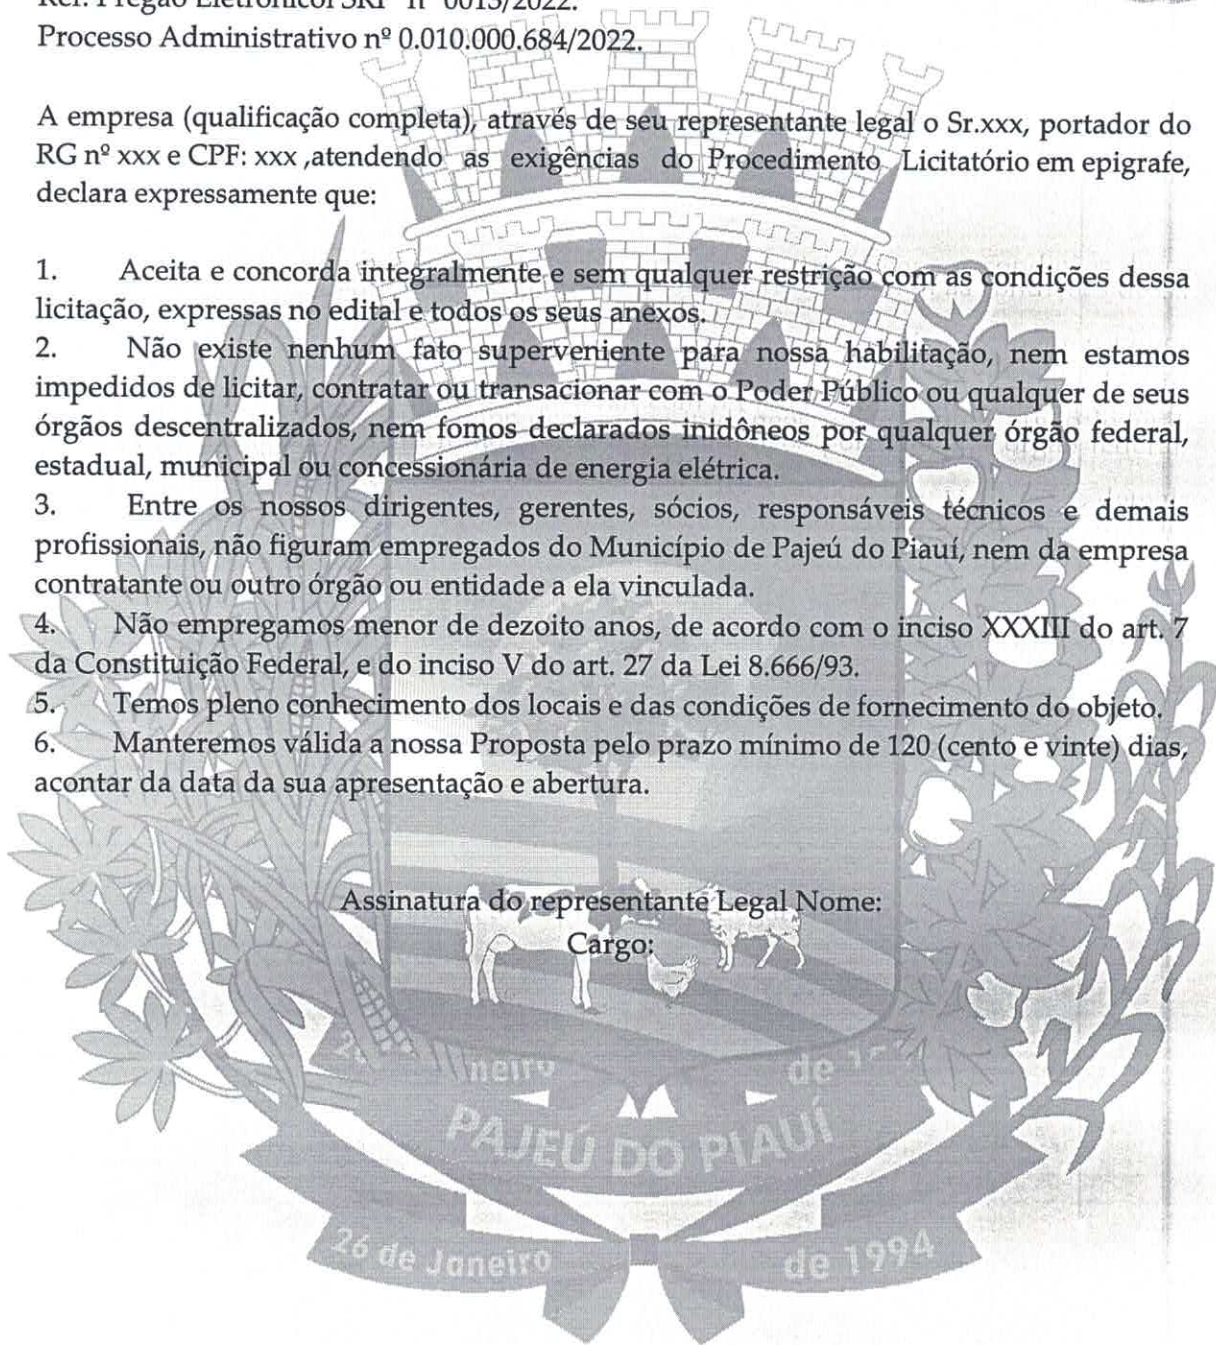 Ref: Pregão Eletrônicol SRP nº 0013/2022.
Processo Administrativo nº 0.010.000.684/2022.
A empresa (qualificação completa), através de seu representante legal o Sr.xxx, portador do
RG nº xxx e CPF: xxx ,atendendo as exigências do Procedimento Licitatório em epigrafe,
declara expressamente que:
1. Aceita e concorda integralmente e sem qualquer restrição com as condições dessa
licitação, expressas no edital e todos os seus anexos.
2. Não existe nenhum fato superveniente para nossa habilitação, nem estamos
impedidos de licitar, contratar ou transacionar com o Poder Público ou qualquer de seus
órgãos descentralizados, nem fomos declarados inidôneos por qualquer órgão federal,
estadual, municipal ou concessionária de energia elétrica.
3. Entre os nossos dirigentes, gerentes, sócios, responsáveis técnicos e demais
profissionais, não figuram empregados do Município de Pajeú do Piauí, nem da empresa
contratante ou outro órgão ou entidade a ela vinculada.
4. Não empregamos menor de dezoito anos, de acordo com o inciso XXXIII do art. 7
da Constituição Federal, e do inciso V do art. 27 da Lei 8.666/93.
5. Temos pleno conhecimento dos locais e das condições de fornecimento do objeto.
6. Manteremos válida a nossa Proposta pelo prazo mínimo de 120 (cento e vinte) dias,
acontar da data da sua apresentação e abertura.
Assinatura do representante Legal Nome:
Cargo:
neiro de
PAJEÚ DO PIAUÍ
26 de Janeiro de 1994